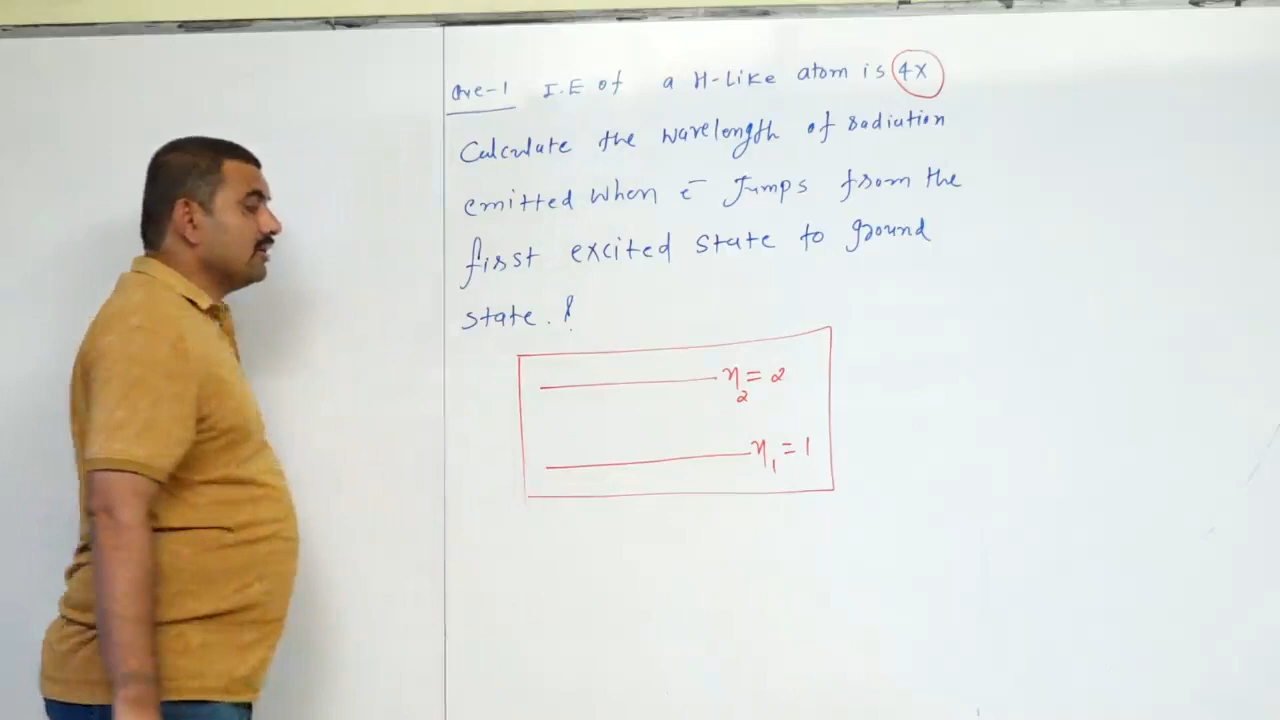 Que-1 I.E of a H-Like atom is 4X
Calculate the wavelength of radiation
emitted when e⁻ Jumps from the
first excited state to ground
state.
n₂ = 2
n₁ = 1